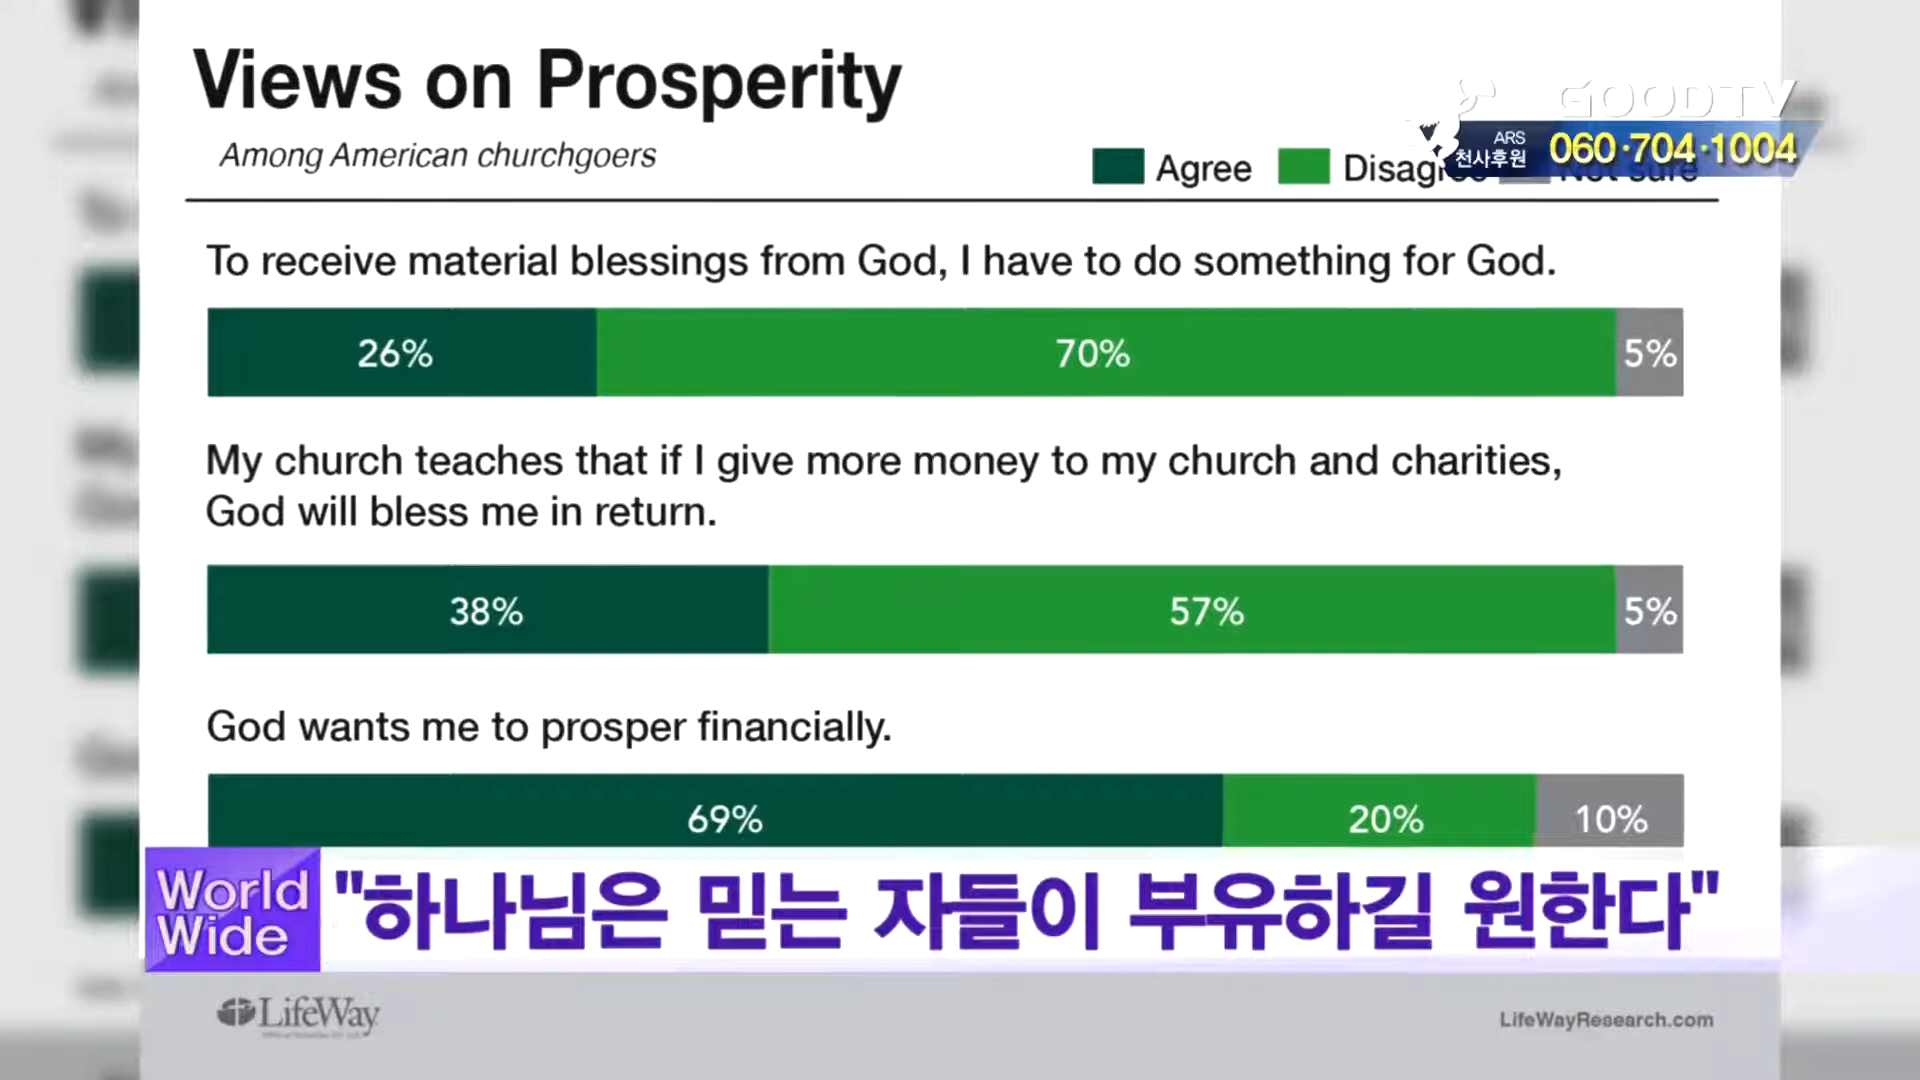 Views on Prosperity
GOODTV
Among American churchgoers
ARS
천사후원 060·704·1004
Agree Disagree Not sure
To receive material blessings from God, I have to do something for God.
26% 70% 5%
My church teaches that if I give more money to my church and charities,
God will bless me in return.
38% 57% 5%
God wants me to prosper financially.
69% 20% 10%
World
Wide
"하나님은 믿는 자들이 부유하길 원한다"
LifeWay
LifeWayResearch.com